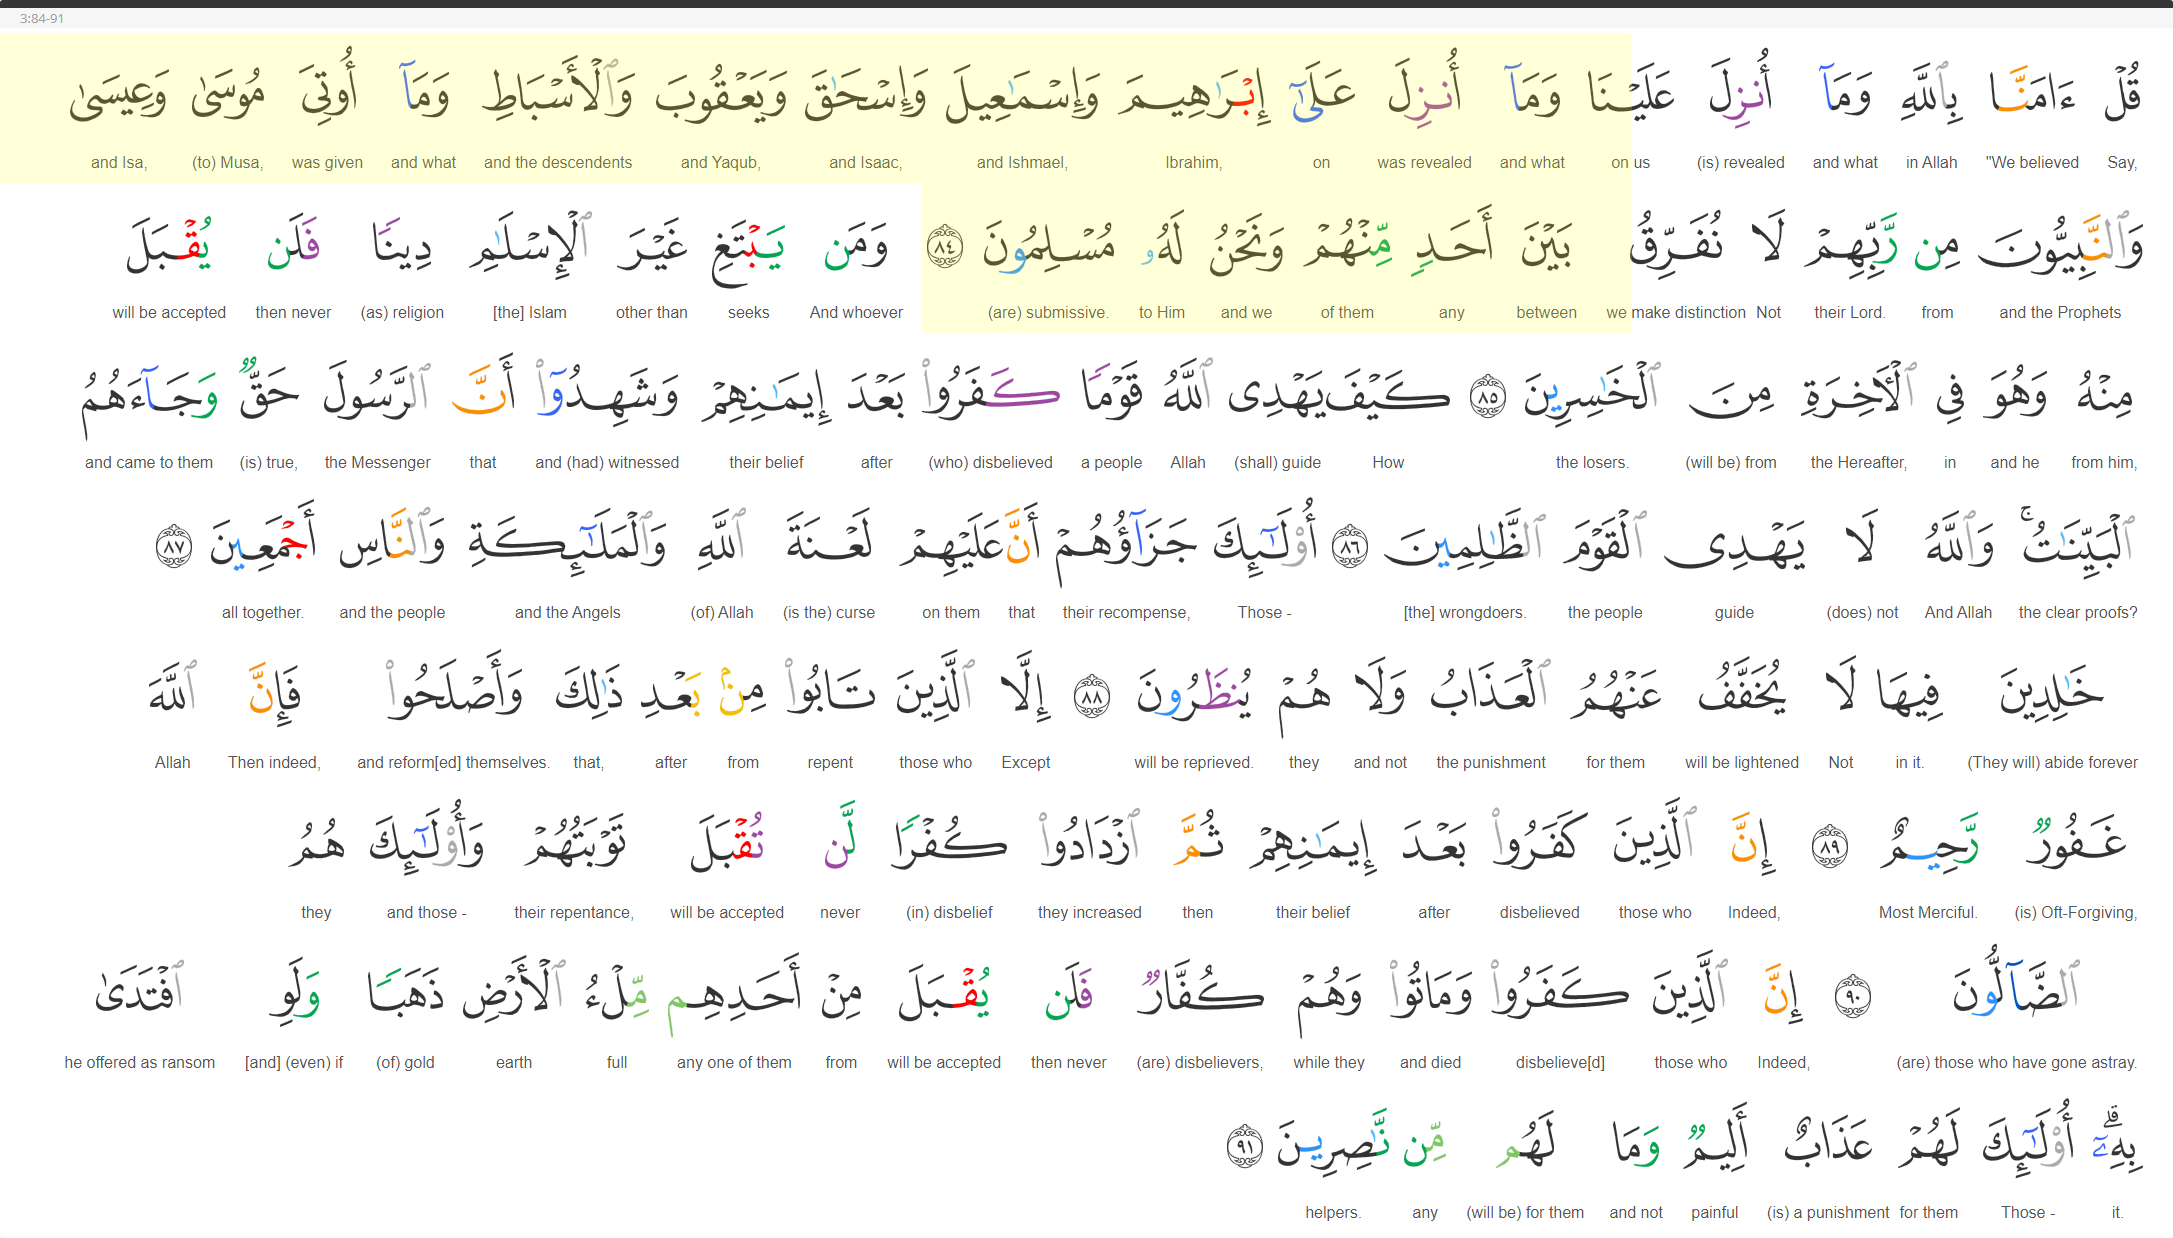 3:84-91
قُلْ ءَامَنَّا بِٱللَّهِ وَمَآ أُنزِلَ عَلَيْنَا وَمَآ أُنزِلَ عَلَىٰٓ إِبْرَٰهِيمَ وَإِسْمَـٰعِيلَ وَإِسْحَـٰقَ وَيَعْقُوبَ وَٱلْأَسْبَاطِ وَمَآ أُوتِىَ مُوسَىٰ وَعِيسَىٰ
Say, "We believed in Allah and what (is) revealed on us and what was revealed on Ibrahim, and Ishmael, and Isaac, and Yaqub, and the descendents and what was given (to) Musa, and Isa,
وَٱلنَّبِيُّونَ مِن رَّبِّهِمْ لَا نُفَرِّقُ بَيْنَ أَحَدٍ مِّنْهُمْ وَنَحْنُ لَهُۥ مُسْلِمُونَ ٨٤ وَمَن يَبْتَغِ غَيْرَ ٱلْإِسْلَـٰمِ دِينًا فَلَن يُقْبَلَ
and the Prophets from their Lord. Not we make distinction between any of them and we to Him (are) submissive. And whoever seeks other than [the] Islam (as) religion then never will be accepted
مِنْهُ وَهُوَ فِى ٱلْـَٔاخِرَةِ مِنَ ٱلْخَـٰسِرِينَ ٨٥ كَيْفَ يَهْدِى ٱللَّهُ قَوْمًا كَفَرُوا۟ بَعْدَ إِيمَـٰنِهِمْ وَشَهِدُوٓا۟ أَنَّ ٱلرَّسُولَ حَقٌّ وَجَآءَهُمُ
from him, and he in the Hereafter, (will be) from the losers. How (shall) guide Allah a people (who) disbelieved after their belief and (had) witnessed that the Messenger (is) true, and came to them
ٱلْبَيِّنَـٰتُ ۚ وَٱللَّهُ لَا يَهْدِى ٱلْقَوْمَ ٱلظَّـٰلِمِينَ ٨٦ أُو۟لَـٰٓئِكَ جَزَآؤُهُمْ أَنَّ عَلَيْهِمْ لَعْنَةَ ٱللَّهِ وَٱلْمَلَـٰٓئِكَةِ وَٱلنَّاسِ أَجْمَعِينَ ٨٧
the clear proofs? And Allah (does) not guide the people [the] wrongdoers. Those - their recompense, that on them (is the) curse (of) Allah and the Angels and the people all together.
خَـٰلِدِينَ فِيهَا لَا يُخَفَّفُ عَنْهُمُ ٱلْعَذَابُ وَلَا هُمْ يُنظَرُونَ ٨٨ إِلَّا ٱلَّذِينَ تَابُوا۟ مِنۢ بَعْدِ ذَٰلِكَ وَأَصْلَحُوا۟ فَإِنَّ ٱللَّهَ
(They will) abide forever in it. Not will be lightened for them the punishment and not they will be reprieved. Except those who repent from after that, and reform[ed] themselves. Then indeed, Allah
غَفُورٌ رَّحِيمٌ ٨٩ إِنَّ ٱلَّذِينَ كَفَرُوا۟ بَعْدَ إِيمَـٰنِهِمْ ثُمَّ ٱزْدَادُوا۟ كُفْرًا لَّن تُقْبَلَ تَوْبَتُهُمْ وَأُو۟لَـٰٓئِكَ هُمُ
(is) Oft-Forgiving, Most Merciful. Indeed, those who disbelieved after their belief then they increased (in) disbelief never will be accepted their repentance, and those - they
ٱلضَّآلُّونَ ٩٠ إِنَّ ٱلَّذِينَ كَفَرُوا۟ وَمَاتُوا۟ وَهُمْ كُفَّارٌ فَلَن يُقْبَلَ مِنْ أَحَدِهِم مِّلْءُ ٱلْأَرْضِ ذَهَبًا وَلَوِ ٱفْتَدَىٰ
(are) those who have gone astray. Indeed, those who disbelieve[d] and died while they (are) disbelievers, then never will be accepted from any one of them full earth (of) gold [and] (even) if he offered as ransom
بِهِۦٓ ۗ أُو۟لَـٰٓئِكَ لَهُمْ عَذَابٌ أَلِيمٌ وَمَا لَهُم مِّن نَّـٰصِرِينَ ٩١
it. Those - for them (is) a punishment painful and not (will be) for them any helpers.